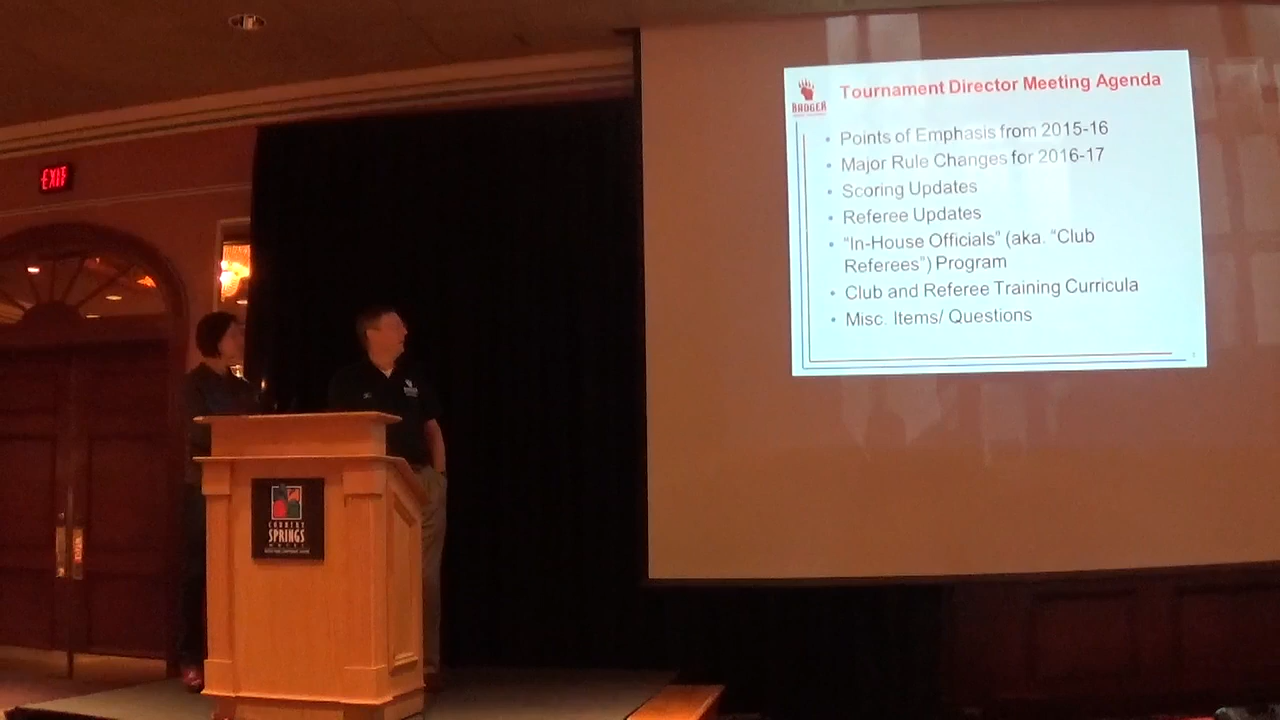 EXIT
BADGER
Tournament Director Meeting Agenda
• Points of Emphasis from 2015-16
• Major Rule Changes for 2016-17
• Scoring Updates
• Referee Updates
• “In-House Officials” (aka. “Club
Referees”) Program
• Club and Referee Training Curricula
• Misc. Items/ Questions
COUNTRY
SPRINGS
HOTEL